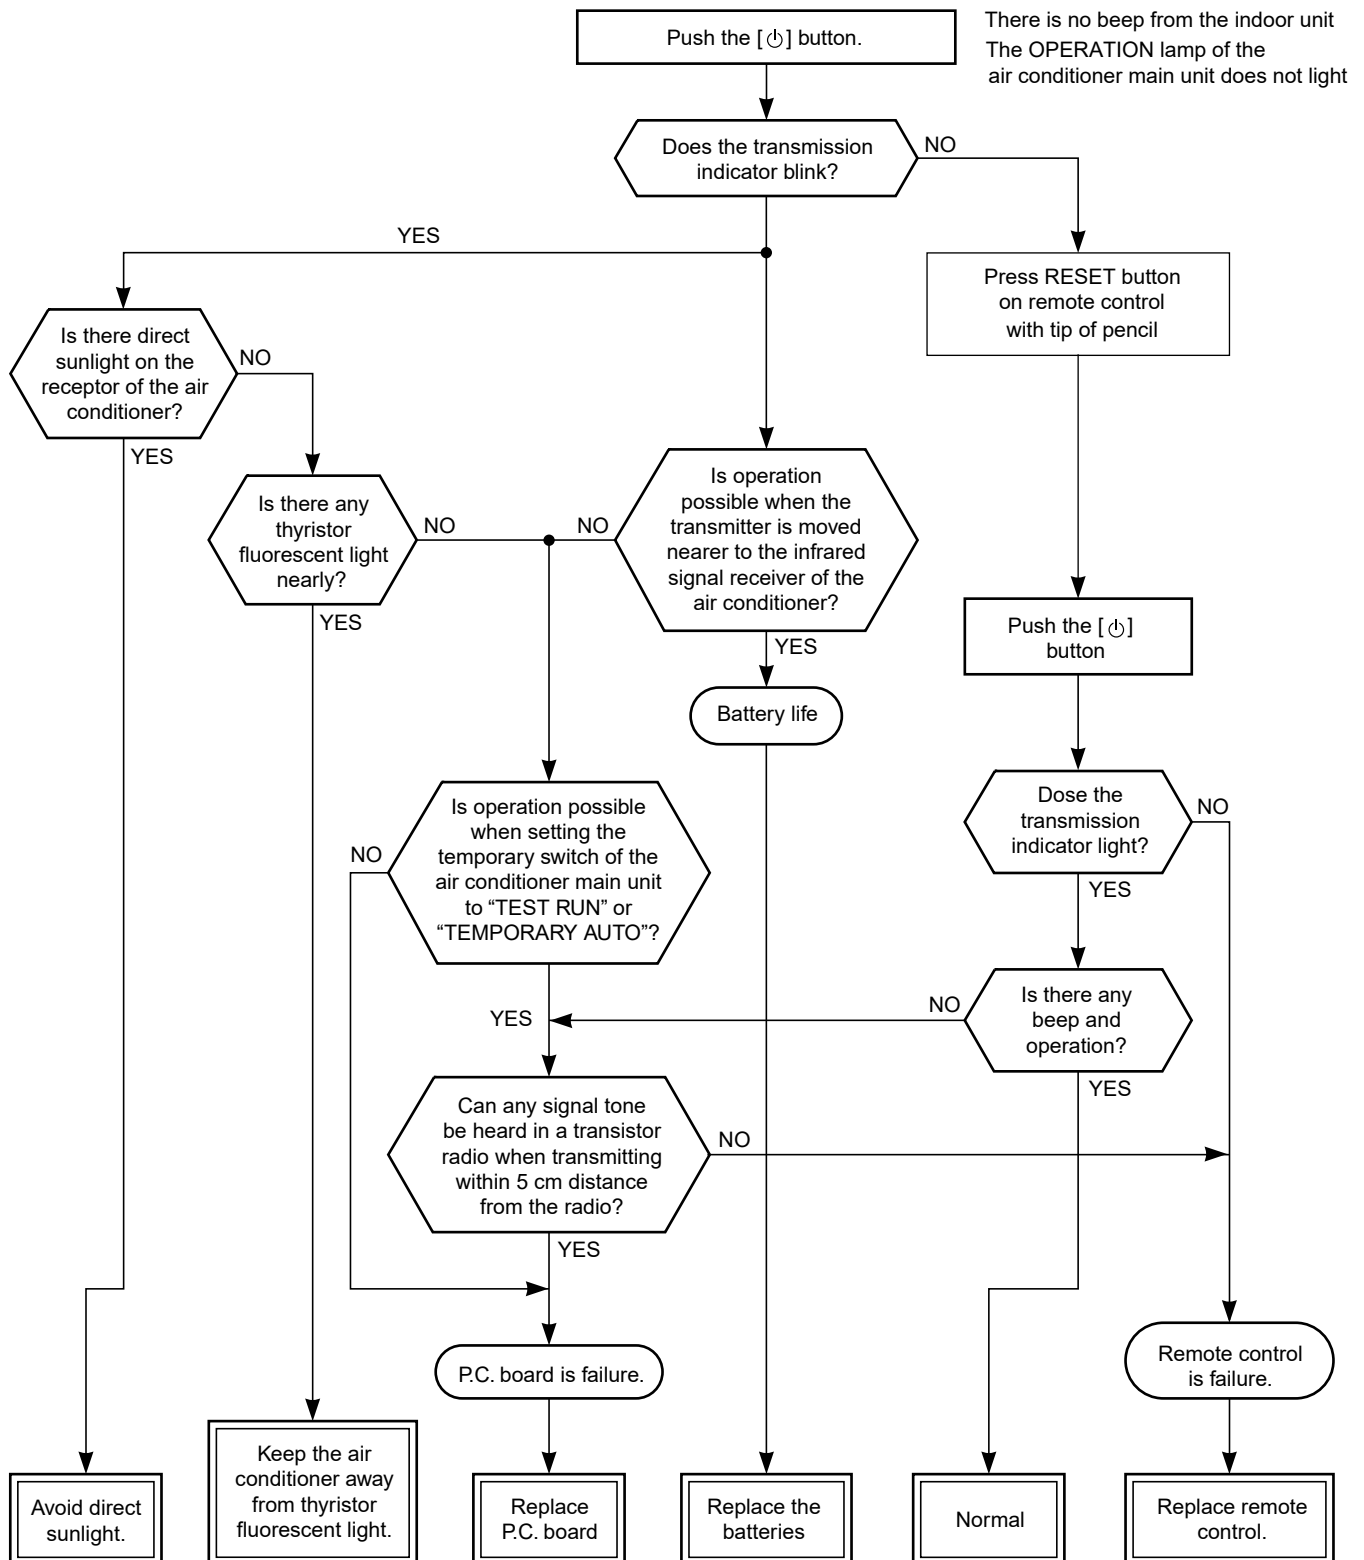 Push the [⏻] button.
There is no beep from the indoor unit
The OPERATION lamp of the
air conditioner main unit does not light
Does the transmission
indicator blink?
NO
YES
Press RESET button
on remote control
with tip of pencil
Is there direct
sunlight on the
receptor of the air
conditioner?
NO
YES
Is there any
thyristor
fluorescent light
nearly?
NO
YES
NO
Is operation
possible when the
transmitter is moved
nearer to the infrared
signal receiver of the
air conditioner?
YES
Push the [⏻]
button
Battery life
Is operation possible
when setting the
temporary switch of the
air conditioner main unit
to “TEST RUN” or
“TEMPORARY AUTO”?
NO
YES
Dose the
transmission
indicator light?
NO
YES
Is there any
beep and
operation?
NO
YES
Can any signal tone
be heard in a transistor
radio when transmitting
within 5 cm distance
from the radio?
NO
YES
P.C. board is failure.
Remote control
is failure.
Avoid direct
sunlight.
Keep the air
conditioner away
from thyristor
fluorescent light.
Replace
P.C. board
Replace the
batteries
Normal
Replace remote
control.